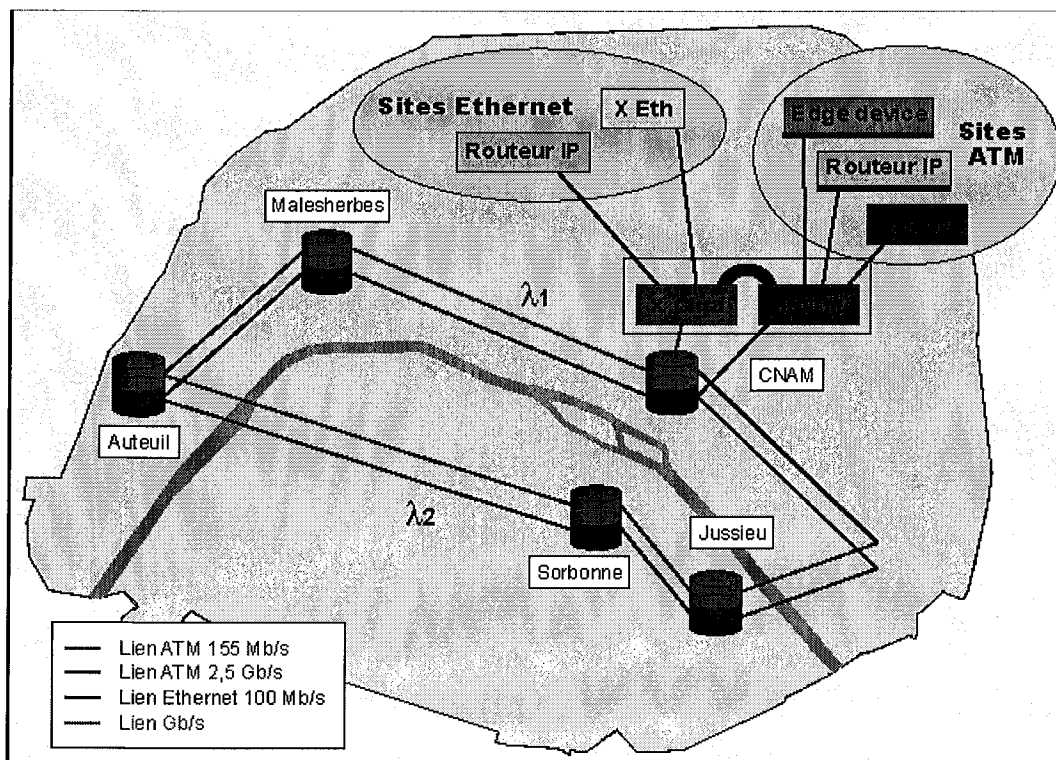 Sites Ethernet
X Eth
Routeur IP
Edge device
Sites
ATM
Routeur IP
Malesherbes
λ1
CNAM
Auteuil
λ2
Sorbonne
Jussieu
Lien ATM 155 Mb/s
Lien ATM 2,5 Gb/s
Lien Ethernet 100 Mb/s
Lien Gb/s